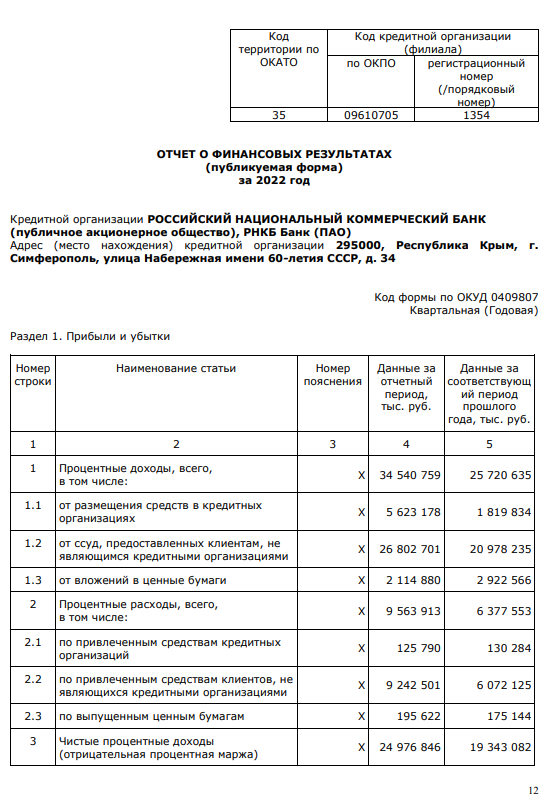 Код территории по ОКАТО
Код кредитной организации (филиала)
по ОКПО
регистрационный номер (/порядковый номер)
35
09610705
1354
ОТЧЕТ О ФИНАНСОВЫХ РЕЗУЛЬТАТАХ
(публикуемая форма)
за 2022 год
Кредитной организации РОССИЙСКИЙ НАЦИОНАЛЬНЫЙ КОММЕРЧЕСКИЙ БАНК
(публичное акционерное общество), РНКБ Банк (ПАО)
Адрес (место нахождения) кредитной организации 295000, Республика Крым, г.
Симферополь, улица Набережная имени 60-летия СССР, д. 34
Код формы по ОКУД 0409807
Квартальная (Годовая)
Раздел 1. Прибыли и убытки
Номер строки
Наименование статьи
Номер пояснения
Данные за отчетный период, тыс. руб.
Данные за соответствующ ий период прошлого года, тыс. руб.
1 2 3 4 5
1 Процентные доходы, всего, в том числе: X 34 540 759 25 720 635
1.1 от размещения средств в кредитных организациях X 5 623 178 1 819 834
1.2 от ссуд, предоставленных клиентам, не являющимся кредитными организациями X 26 802 701 20 978 235
1.3 от вложений в ценные бумаги X 2 114 880 2 922 566
2 Процентные расходы, всего, в том числе: X 9 563 913 6 377 553
2.1 по привлеченным средствам кредитных организаций X 125 790 130 284
2.2 по привлеченным средствам клиентов, не являющихся кредитными организациями X 9 242 501 6 072 125
2.3 по выпущенным ценным бумагам X 195 622 175 144
3 Чистые процентные доходы (отрицательная процентная маржа) X 24 976 846 19 343 082
12